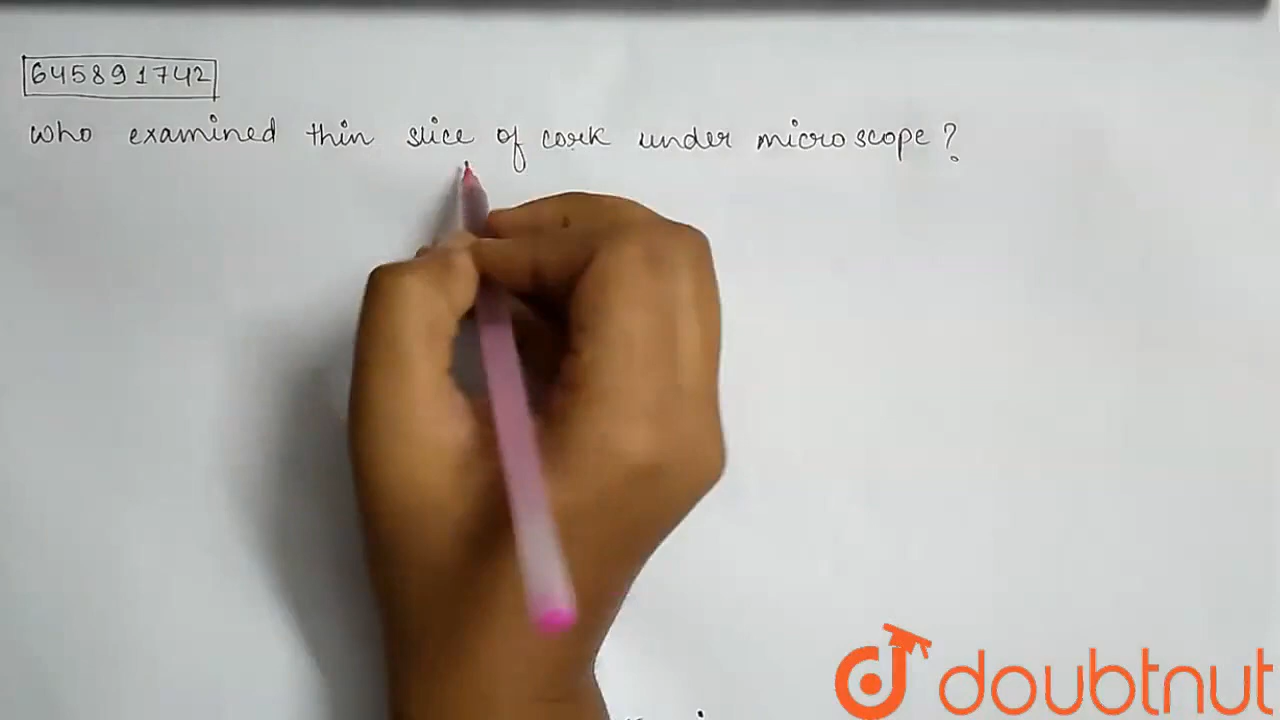 645891742
who examined thin slice of cork under microscope?
doubtnut